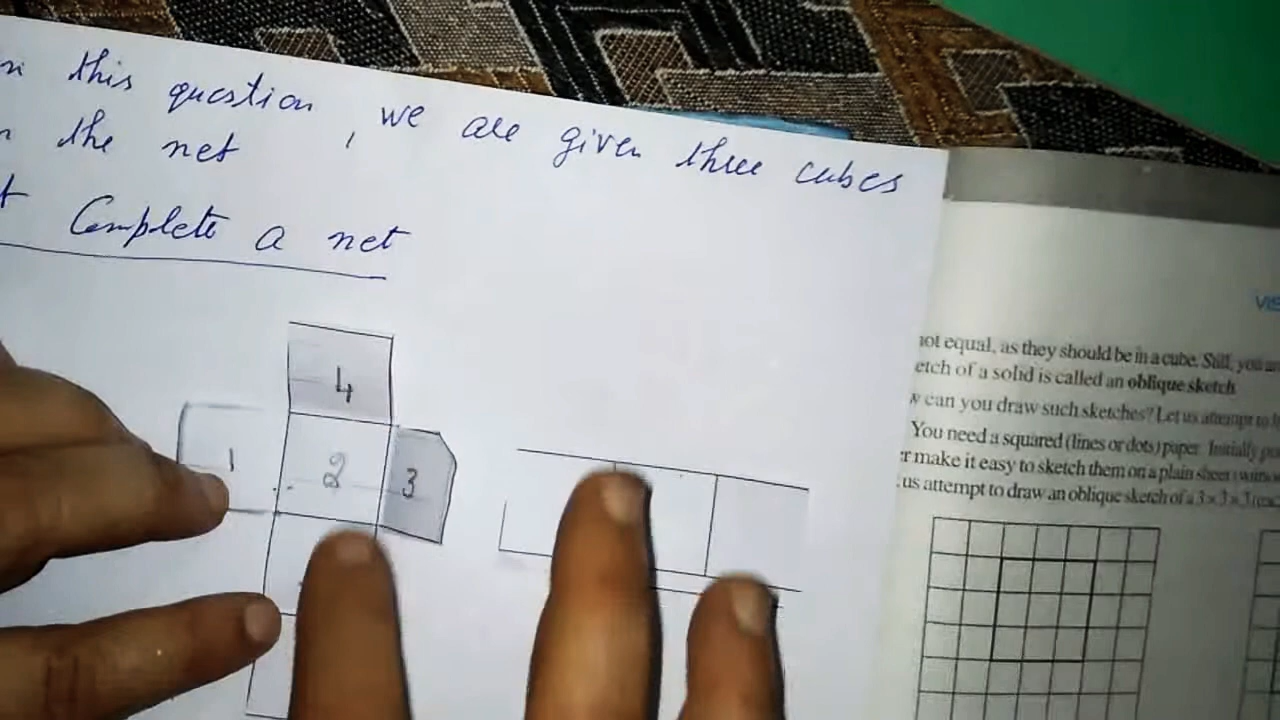 this question, we are given three cubes
the net
Complete a net
4
1 2 3
VIS
not equal, as they should be in a cube. Still, you
etch of a solid is called an oblique sketch
can you draw such sketches? Let us attempt to
You need a squared (lines or dots) paper. Initially
make it easy to sketch them on a plain sheet
us attempt to draw an oblique sketch of a 3 × 3 × 3